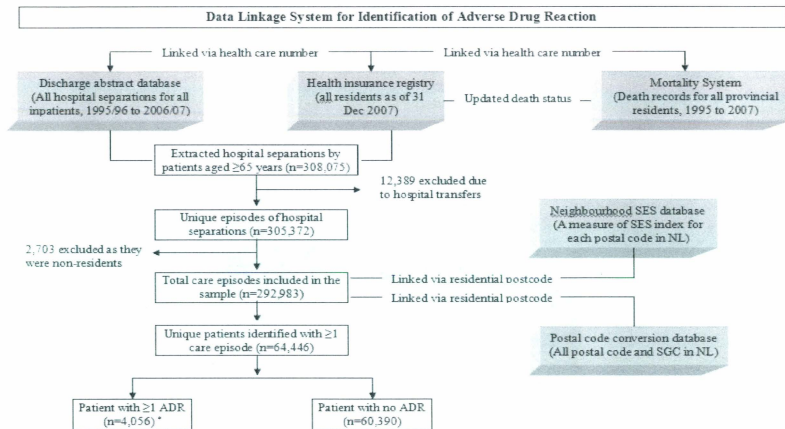 Data Linkage System for Identification of Adverse Drug Reaction
Linked via health care number
Linked via health care number
Discharge abstract database
(All hospital separations for all
inpatients, 1995/96 to 2006/07)
Health insurance registry
(all residents as of 31
Dec 2007)
Updated death status
Mortality System
(Death records for all provincial
residents, 1995 to 2007)
Extracted hospital separations by
patients aged ≥65 years (n=308,075)
12,389 excluded due
to hospital transfers
Unique episodes of hospital
separations (n=305,372)
Neighbourhood SES database
(A measure of SES index for
each postal code in NL)
2,703 excluded as they
were non-residents
Total care episodes included in the
sample (n=292,983)
Linked via residential postcode
Linked via residential postcode
Unique patients identified with ≥1
care episode (n=64,446)
Postal code conversion database
(All postal code and SGC in NL)
Patient with ≥1 ADR
(n=4,056) *
Patient with no ADR
(n=60,390)